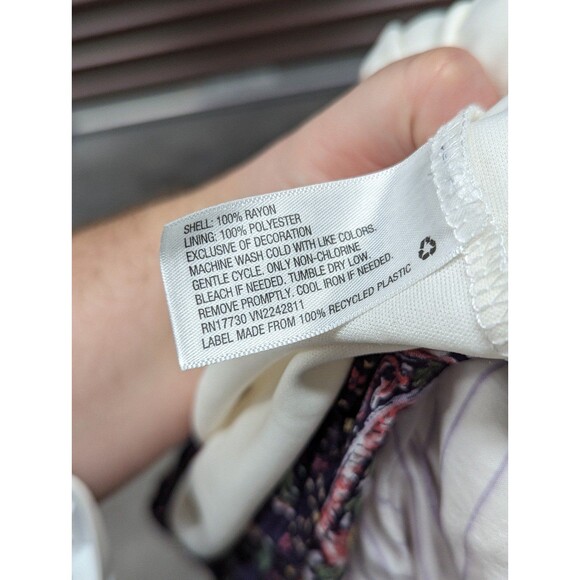 SHELL: 100% RAYON
LINING: 100% POLYESTER
EXCLUSIVE OF DECORATION
MACHINE WASH COLD WITH LIKE COLORS.
GENTLE CYCLE. ONLY NON-CHLORINE
BLEACH IF NEEDED. TUMBLE DRY LOW.
REMOVE PROMPTLY. COOL IRON IF NEEDED.
RN17730 VN2242811
LABEL MADE FROM 100% RECYCLED PLASTIC